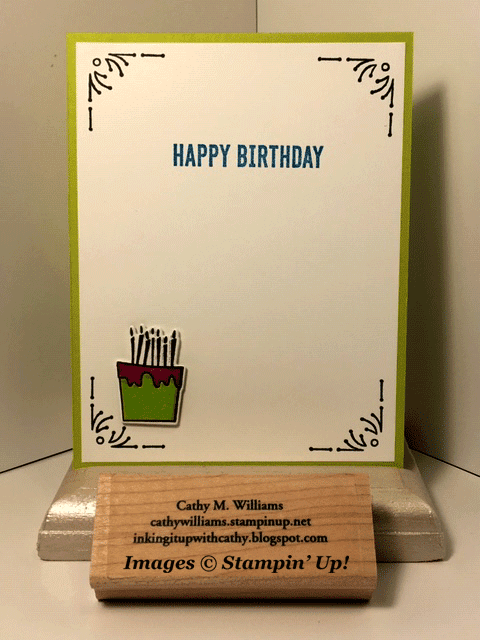 HAPPY BIRTHDAY
Cathy M. Williams
cathywilliams.stampinup.net
inkingitupwithcathy.blogspot.com
Images © Stampin' Up!